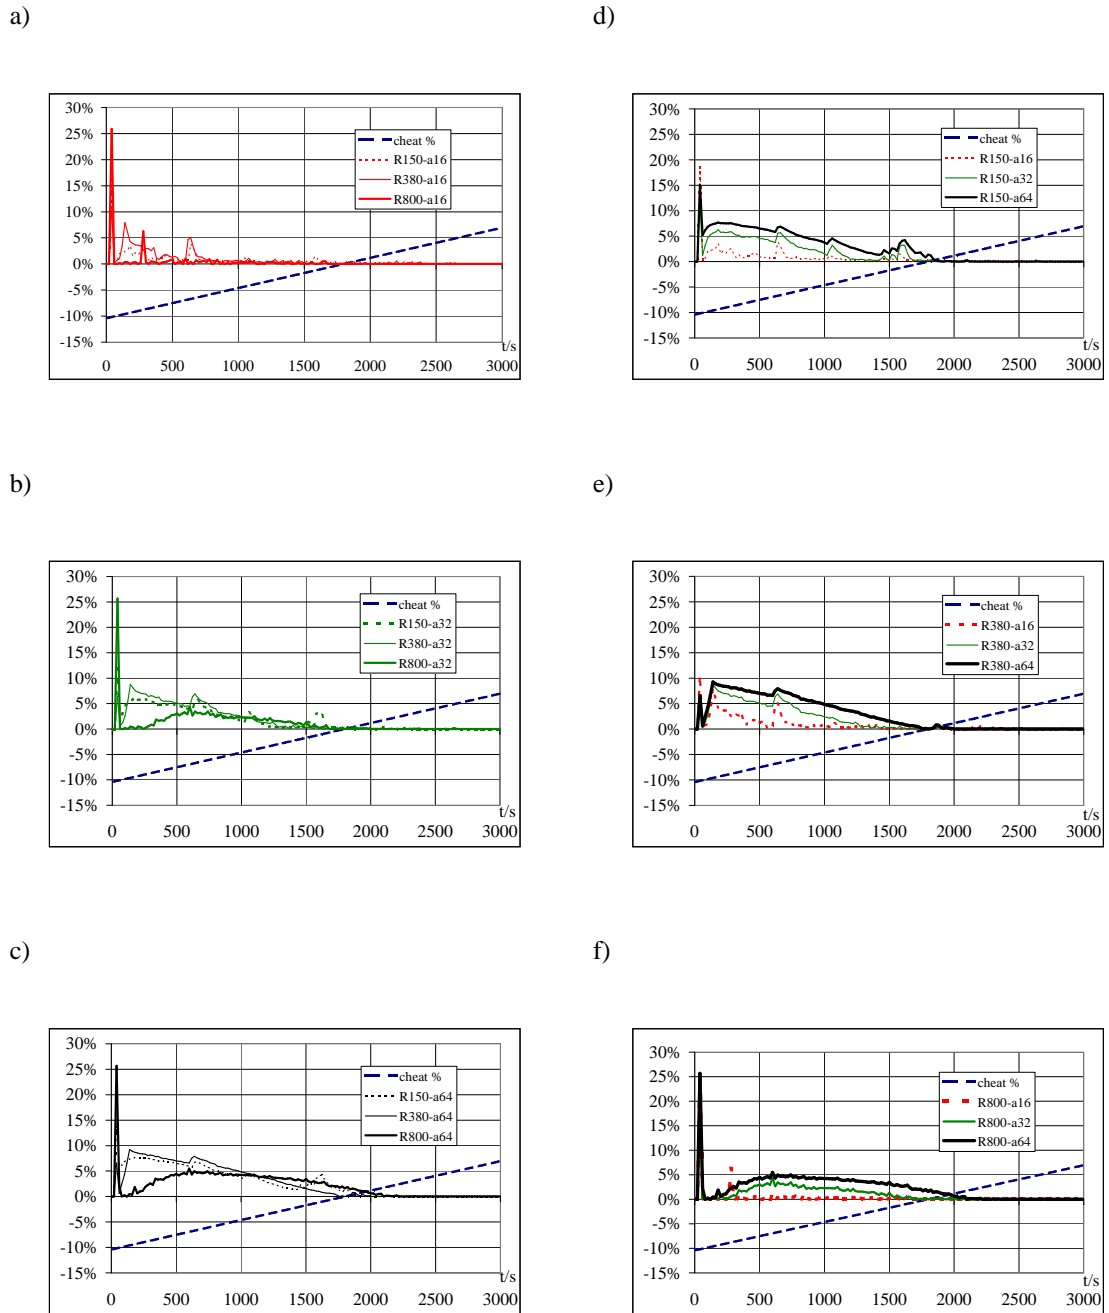 a)
30%
25%
20%
15%
10%
5%
0%
-5%
-10%
-15%
cheat %
R150-a16
R380-a16
R800-a16
t/s
0 500 1000 1500 2000 2500 3000
d)
30%
25%
20%
15%
10%
5%
0%
-5%
-10%
-15%
cheat %
R150-a16
R150-a32
R150-a64
t/s
0 500 1000 1500 2000 2500 3000
b)
30%
25%
20%
15%
10%
5%
0%
-5%
-10%
-15%
cheat %
R150-a32
R380-a32
R800-a32
t/s
0 500 1000 1500 2000 2500 3000
e)
30%
25%
20%
15%
10%
5%
0%
-5%
-10%
-15%
cheat %
R380-a16
R380-a32
R380-a64
t/s
0 500 1000 1500 2000 2500 3000
c)
30%
25%
20%
15%
10%
5%
0%
-5%
-10%
-15%
cheat %
R150-a64
R380-a64
R800-a64
t/s
0 500 1000 1500 2000 2500 3000
f)
30%
25%
20%
15%
10%
5%
0%
-5%
-10%
-15%
cheat %
R800-a16
R800-a32
R800-a64
t/s
0 500 1000 1500 2000 2500 3000